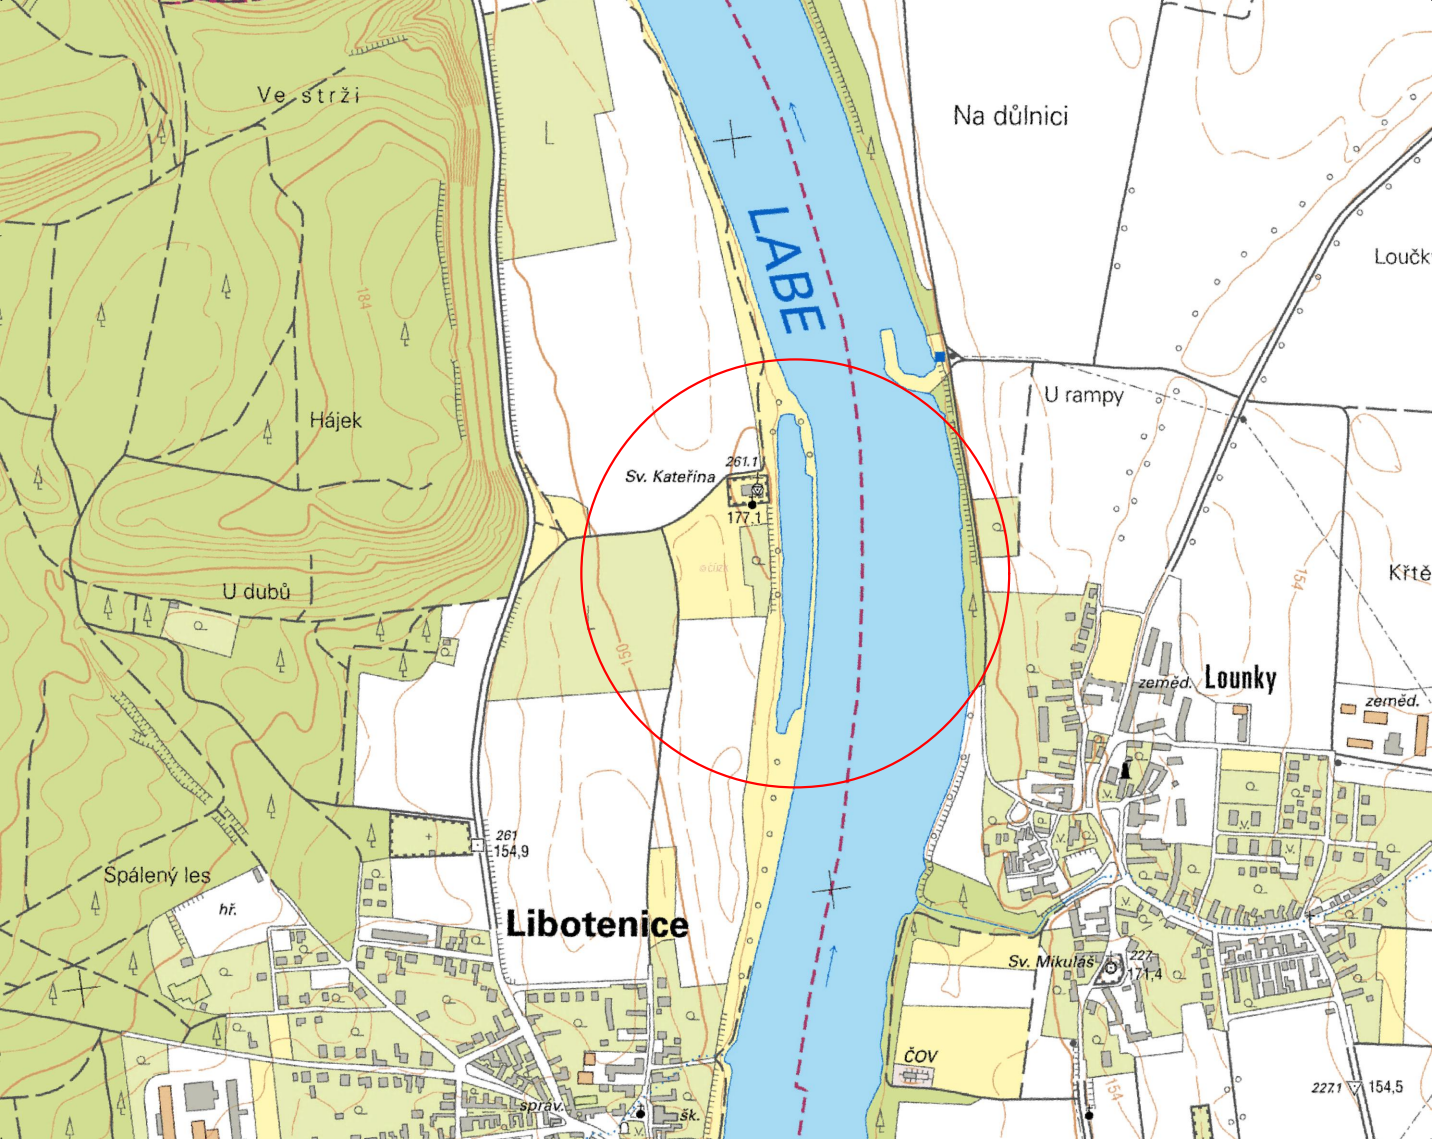 Ve strži
L
Na důlnici
LABE
Loučk
184
U rampy
Hájek
261.1
Sv. Kateřina
177,1
Křtě
154
U dubů
150
Lounky
zeměd.
zeměd.
261
154,9
Spálený les
hř.
Libotenice
Sv. Mikuláš
227
171,4
ČOV
154
227.1
154,5
správ.
šk.